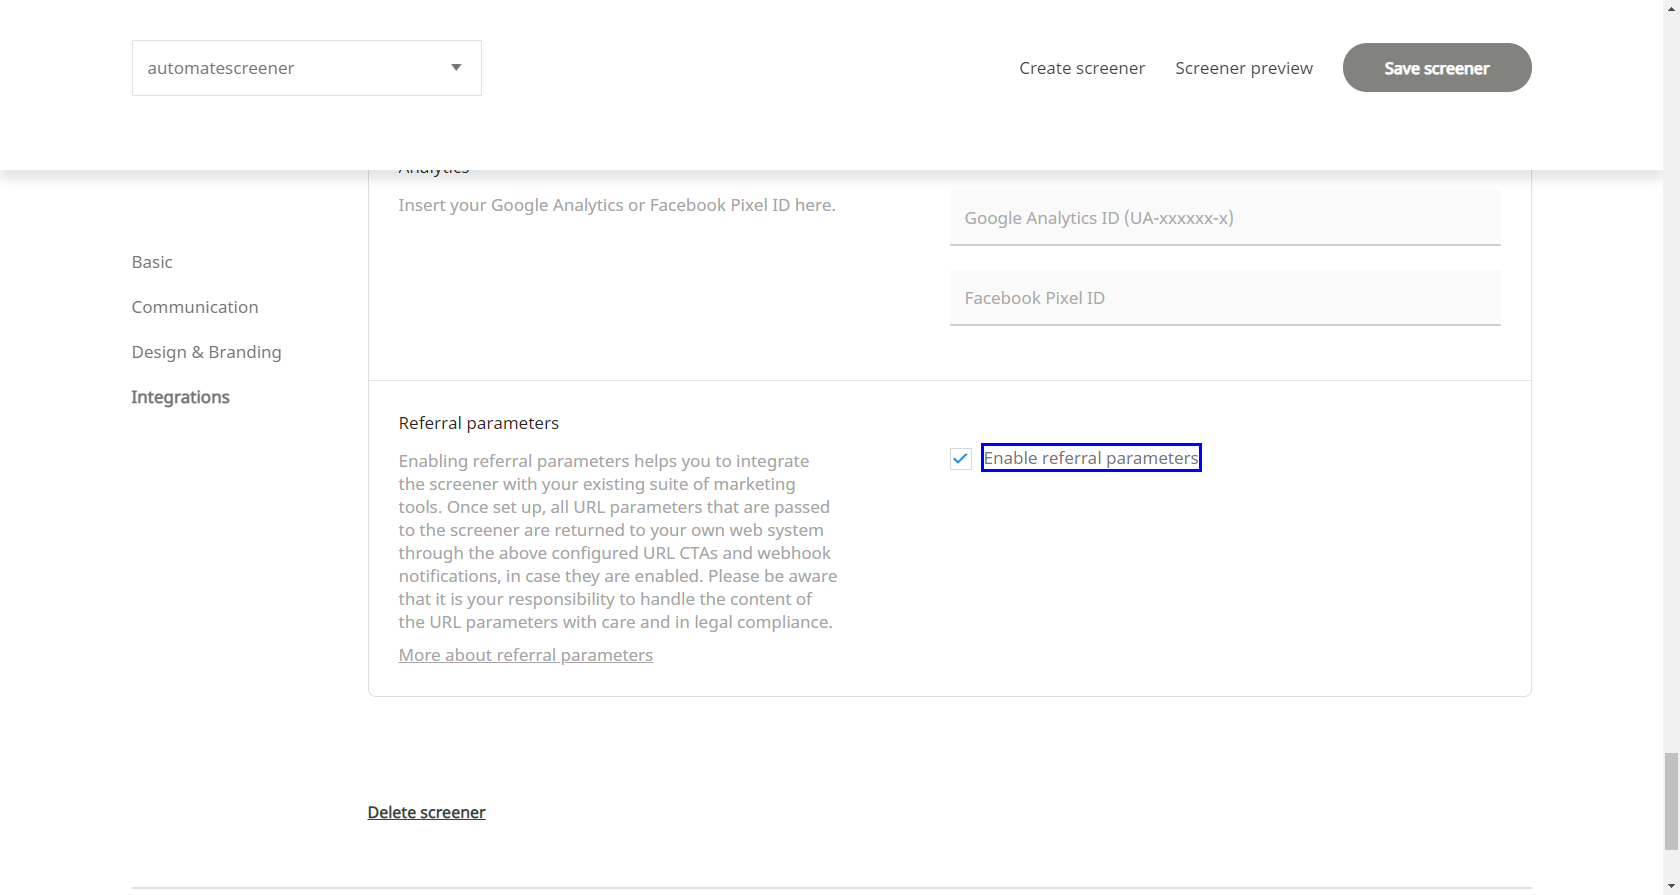 automatescreener
Create screener
Screener preview
Save screener
Analytics
Insert your Google Analytics or Facebook Pixel ID here.
Google Analytics ID (UA-xxxxxx-x)
Facebook Pixel ID
Basic
Communication
Design & Branding
Integrations
Referral parameters
Enabling referral parameters helps you to integrate
the screener with your existing suite of marketing
tools. Once set up, all URL parameters that are passed
to the screener are returned to your own web system
through the above configured URL CTAs and webhook
notifications, in case they are enabled. Please be aware
that it is your responsibility to handle the content of
the URL parameters with care and in legal compliance.
More about referral parameters
Enable referral parameters
Delete screener